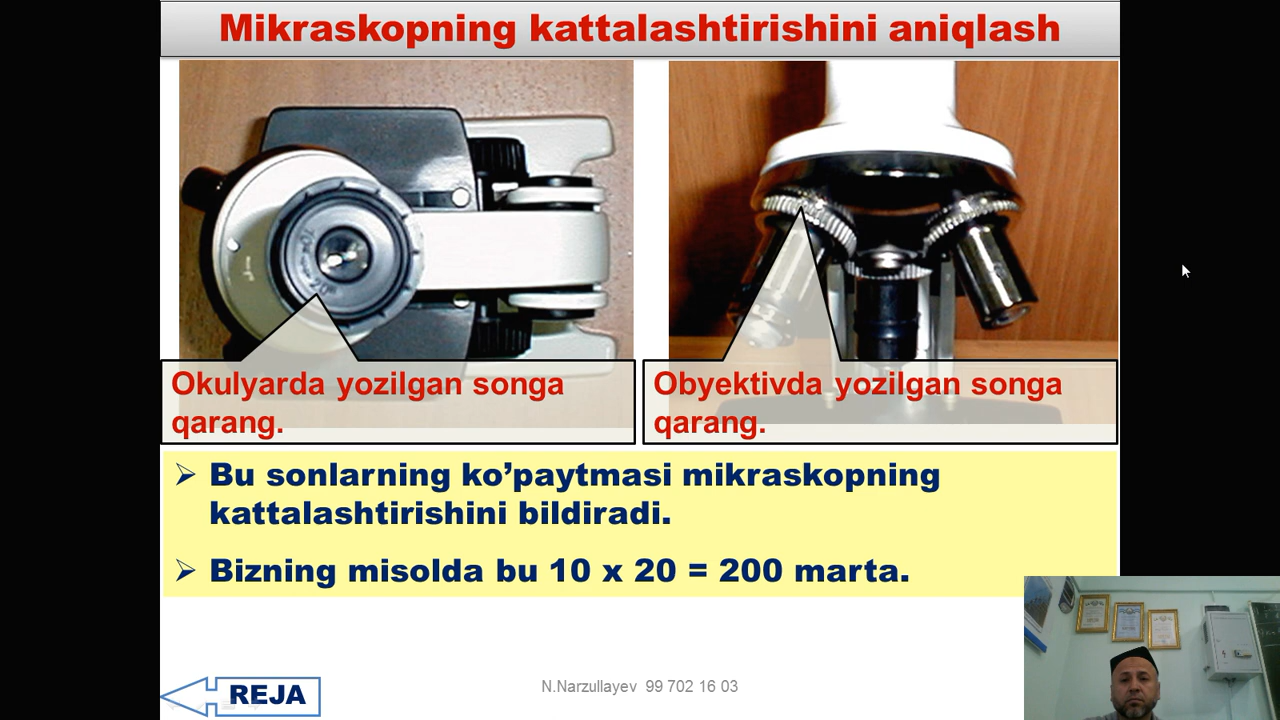 Mikraskopning kattalashtirishini aniqlash
Okulyarda yozilgan songa
qarang.
Obyektivda yozilgan songa
qarang.
Bu sonlarning ko’paytmasi mikraskopning
kattalashtirishini bildiradi.
Bizning misolda bu 10 x 20 = 200 marta.
REJA
N.Narzullayev 99 702 16 03